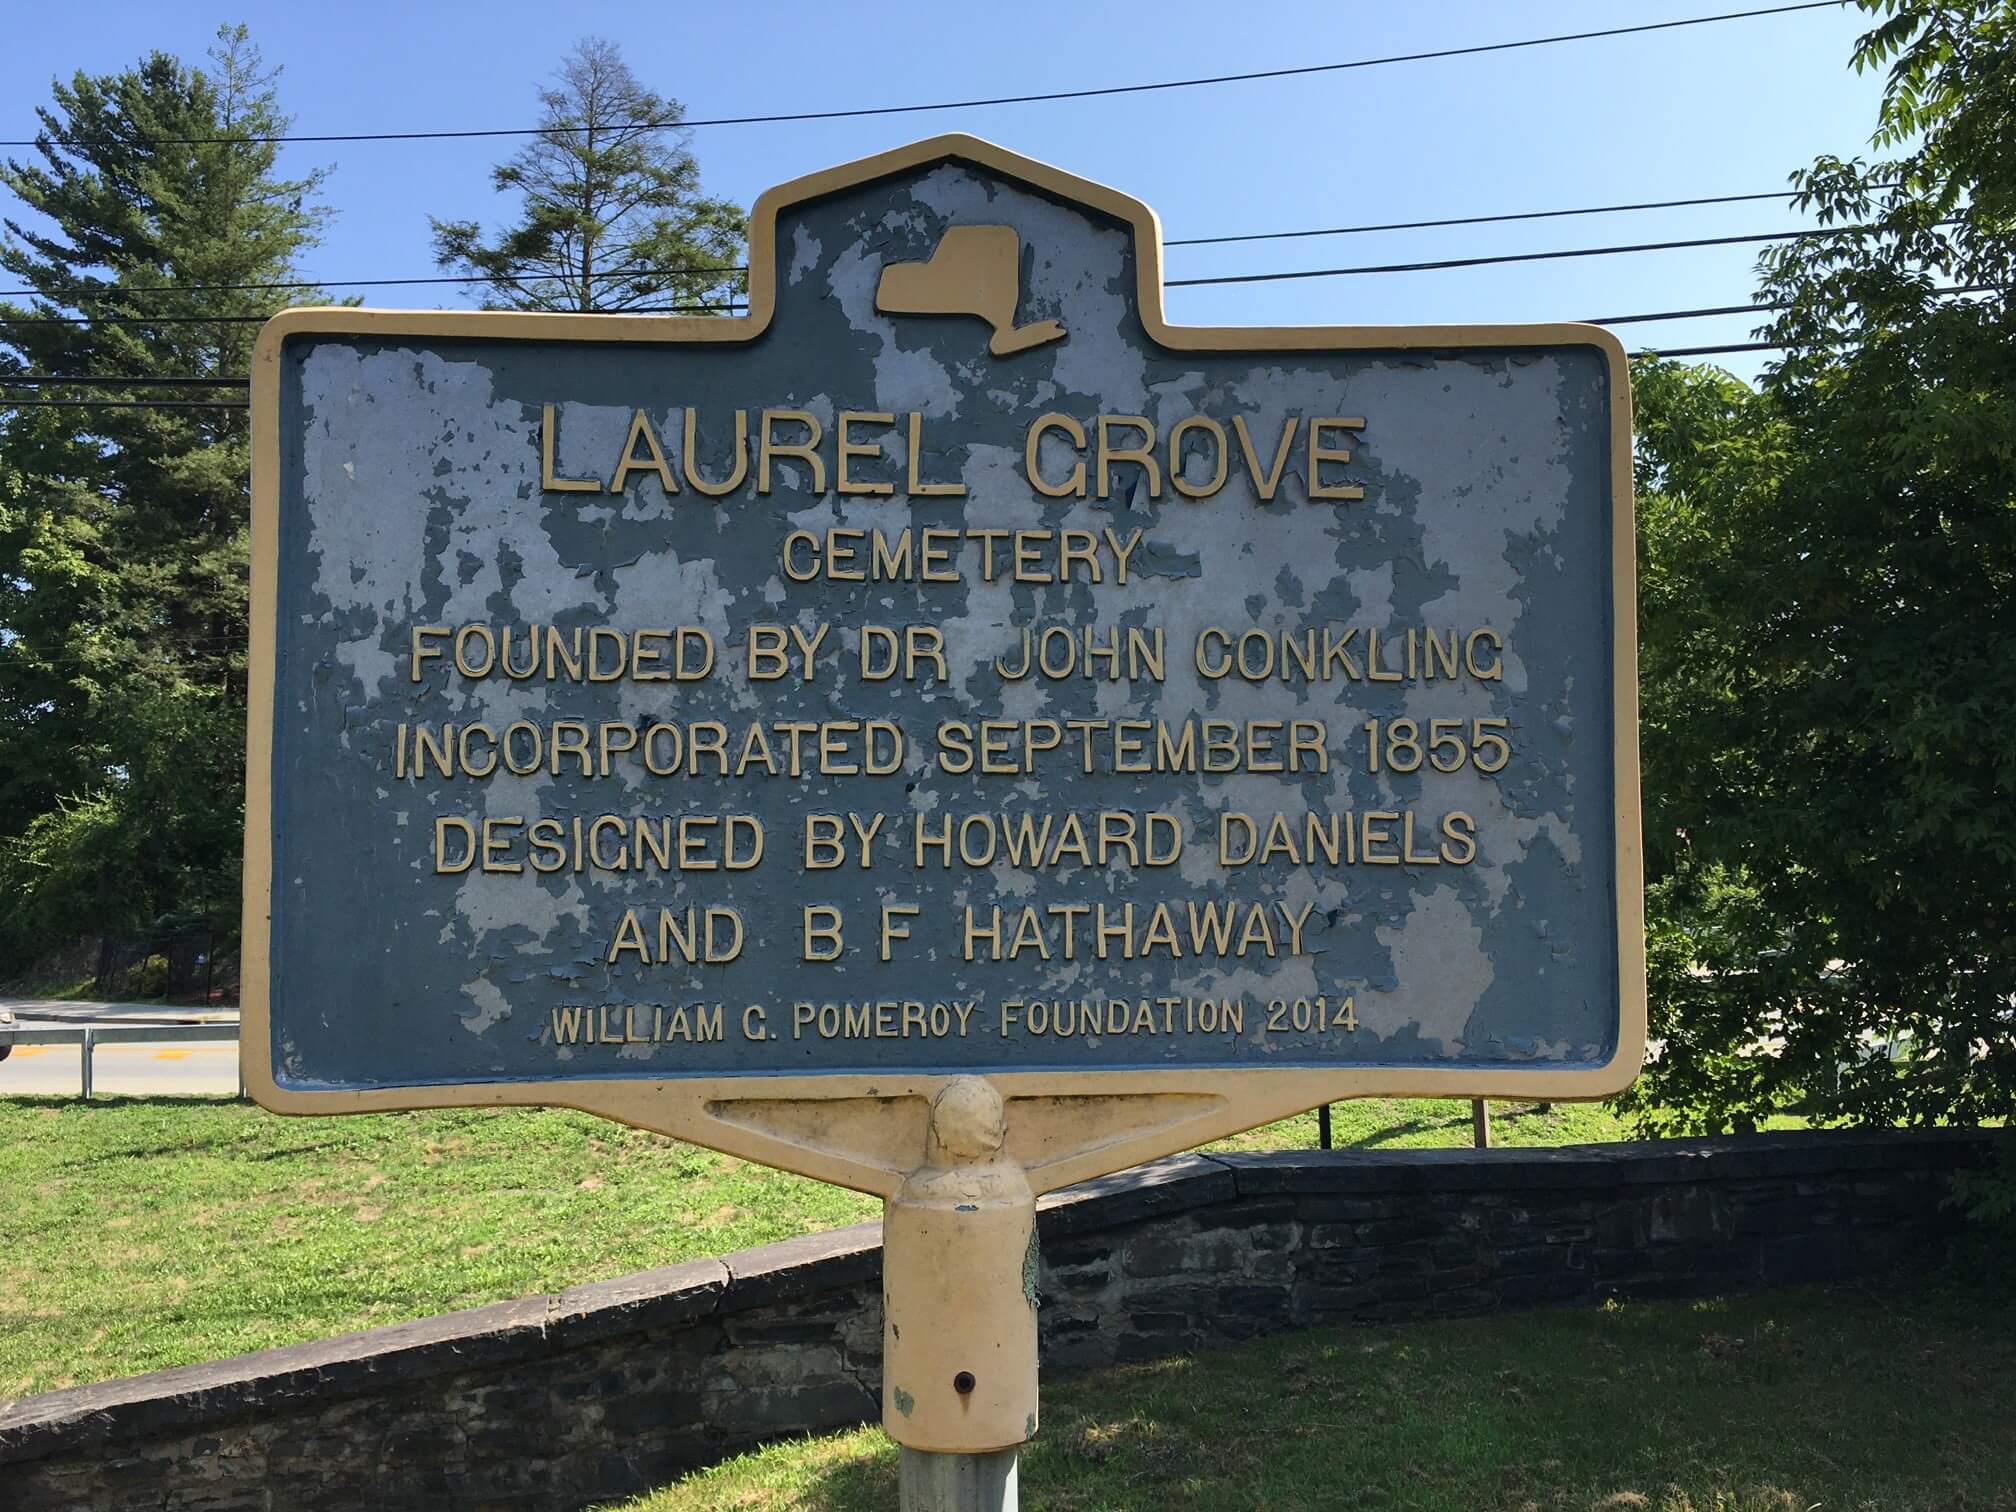 LAUREL GROVE
CEMETERY
FOUNDED BY DR JOHN CONKLING
INCORPORATED SEPTEMBER 1855
DESIGNED BY HOWARD DANIELS
AND B F HATHAWAY
WILLIAM G. POMEROY FOUNDATION 2014